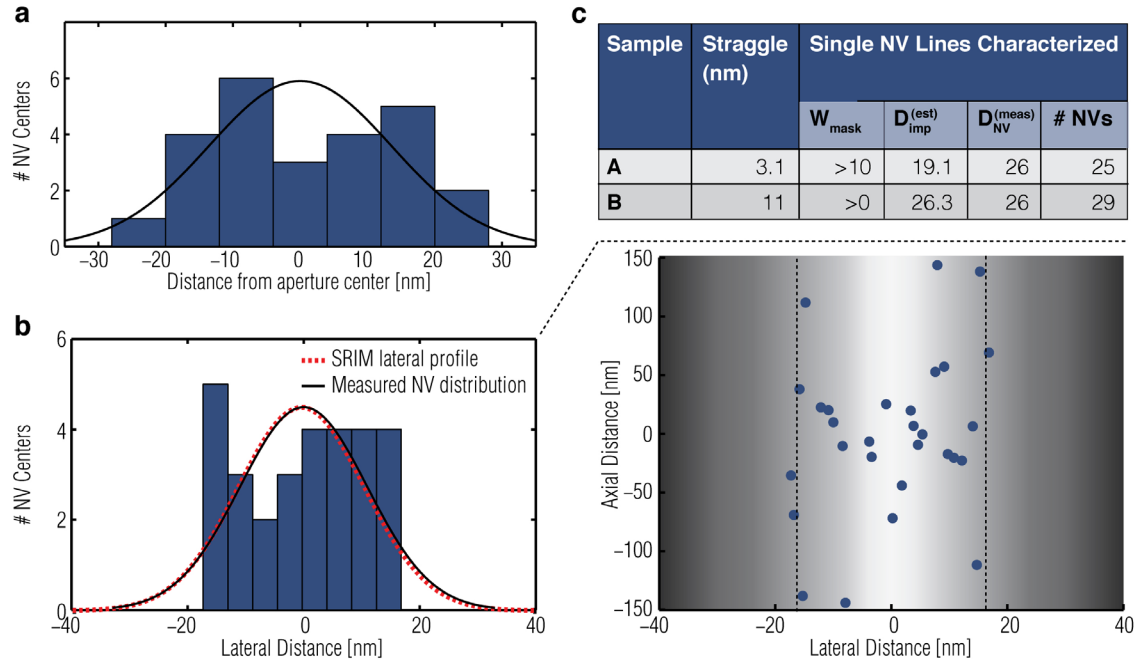 a
6
4
2
0
# NV Centers
−30 −20 −10 0 10 20 30
Distance from aperture center [nm]
b
6
4
2
0
# NV Centers
SRIM lateral profile
Measured NV distribution
−40 −20 0 20 40
Lateral Distance [nm]
c
Sample Straggle (nm) Single NV Lines Characterized
W_mask D_imp^(est) D_NV^(meas) # NVs
A 3.1 >10 19.1 26 25
B 11 >0 26.3 26 29
150
100
50
0
−50
−100
−150
Axial Distance [nm]
−40 −20 0 20 40
Lateral Distance [nm]